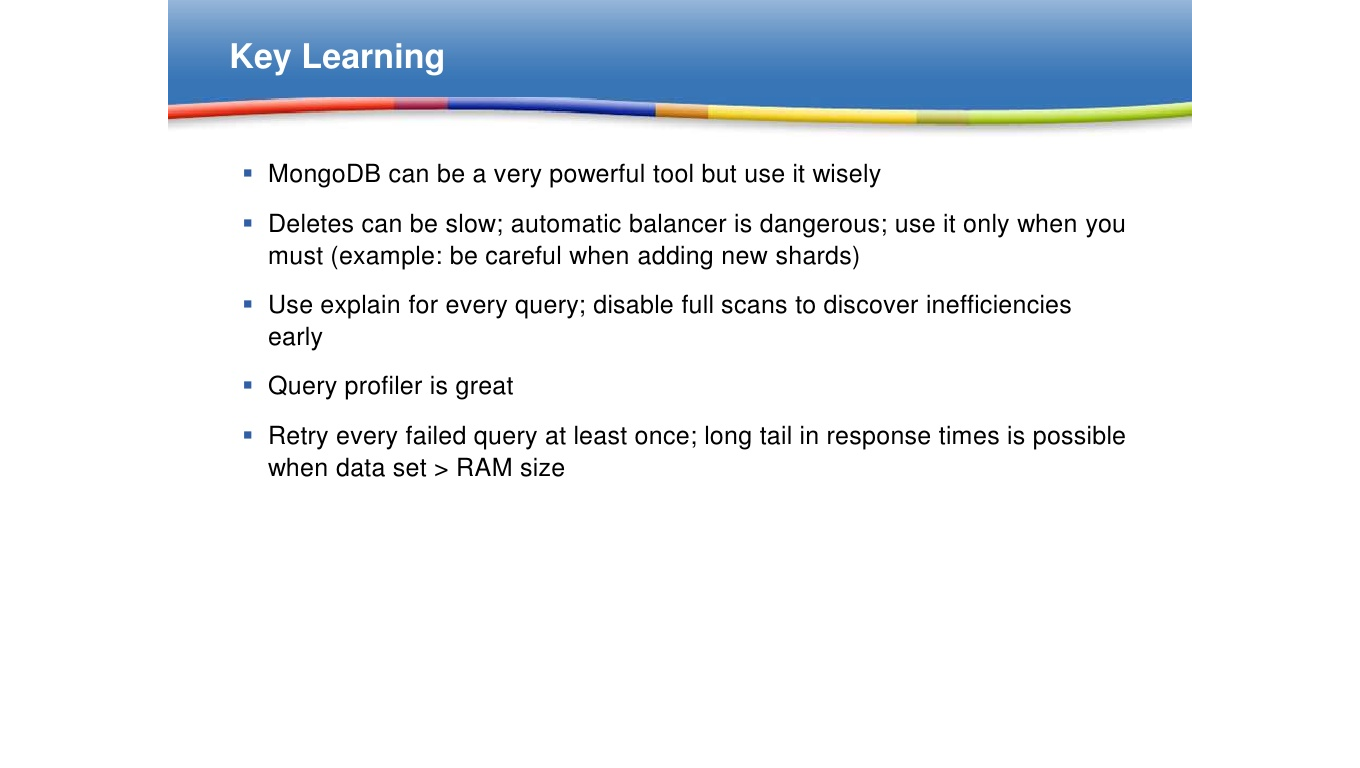 Key Learning
▪ MongoDB can be a very powerful tool but use it wisely
▪ Deletes can be slow; automatic balancer is dangerous; use it only when you
must (example: be careful when adding new shards)
▪ Use explain for every query; disable full scans to discover inefficiencies
early
▪ Query profiler is great
▪ Retry every failed query at least once; long tail in response times is possible
when data set > RAM size